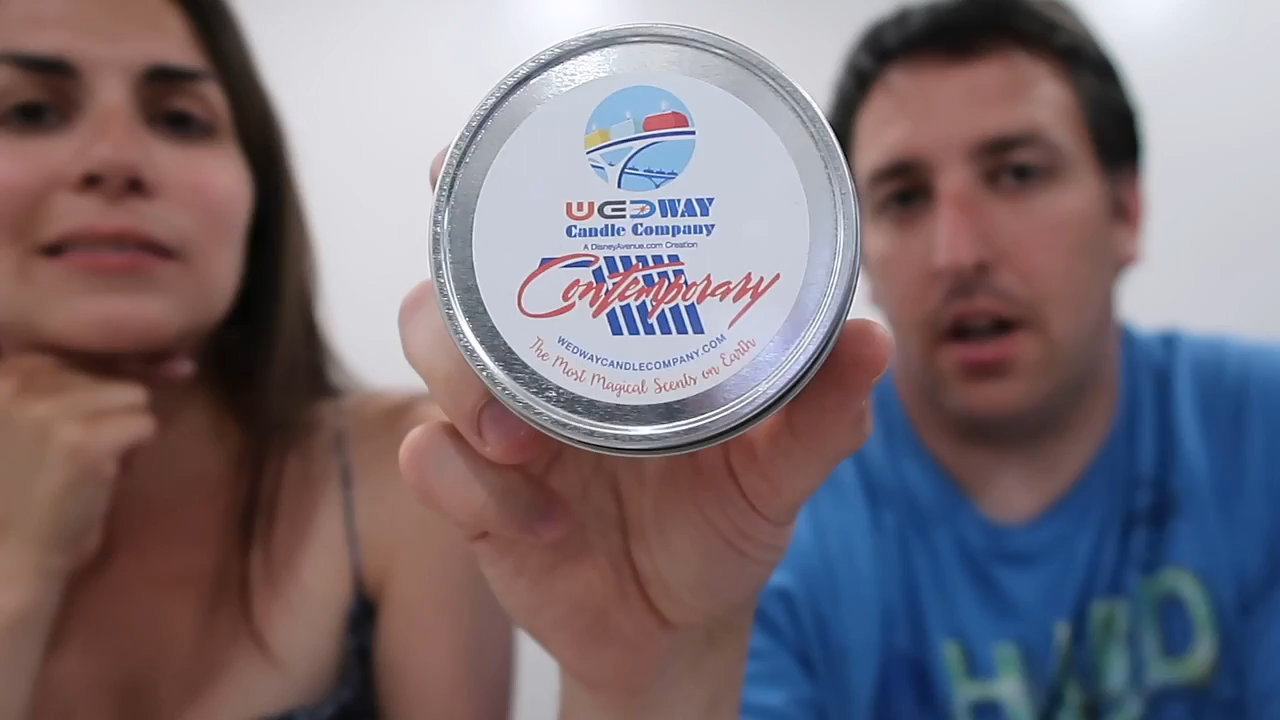 WEDWAY
Candle Company
A DisneyAvenue.com Creation
Contemporary
WEDWAYCANDLECOMPANY.COM
The Most Magical Scents on Earth